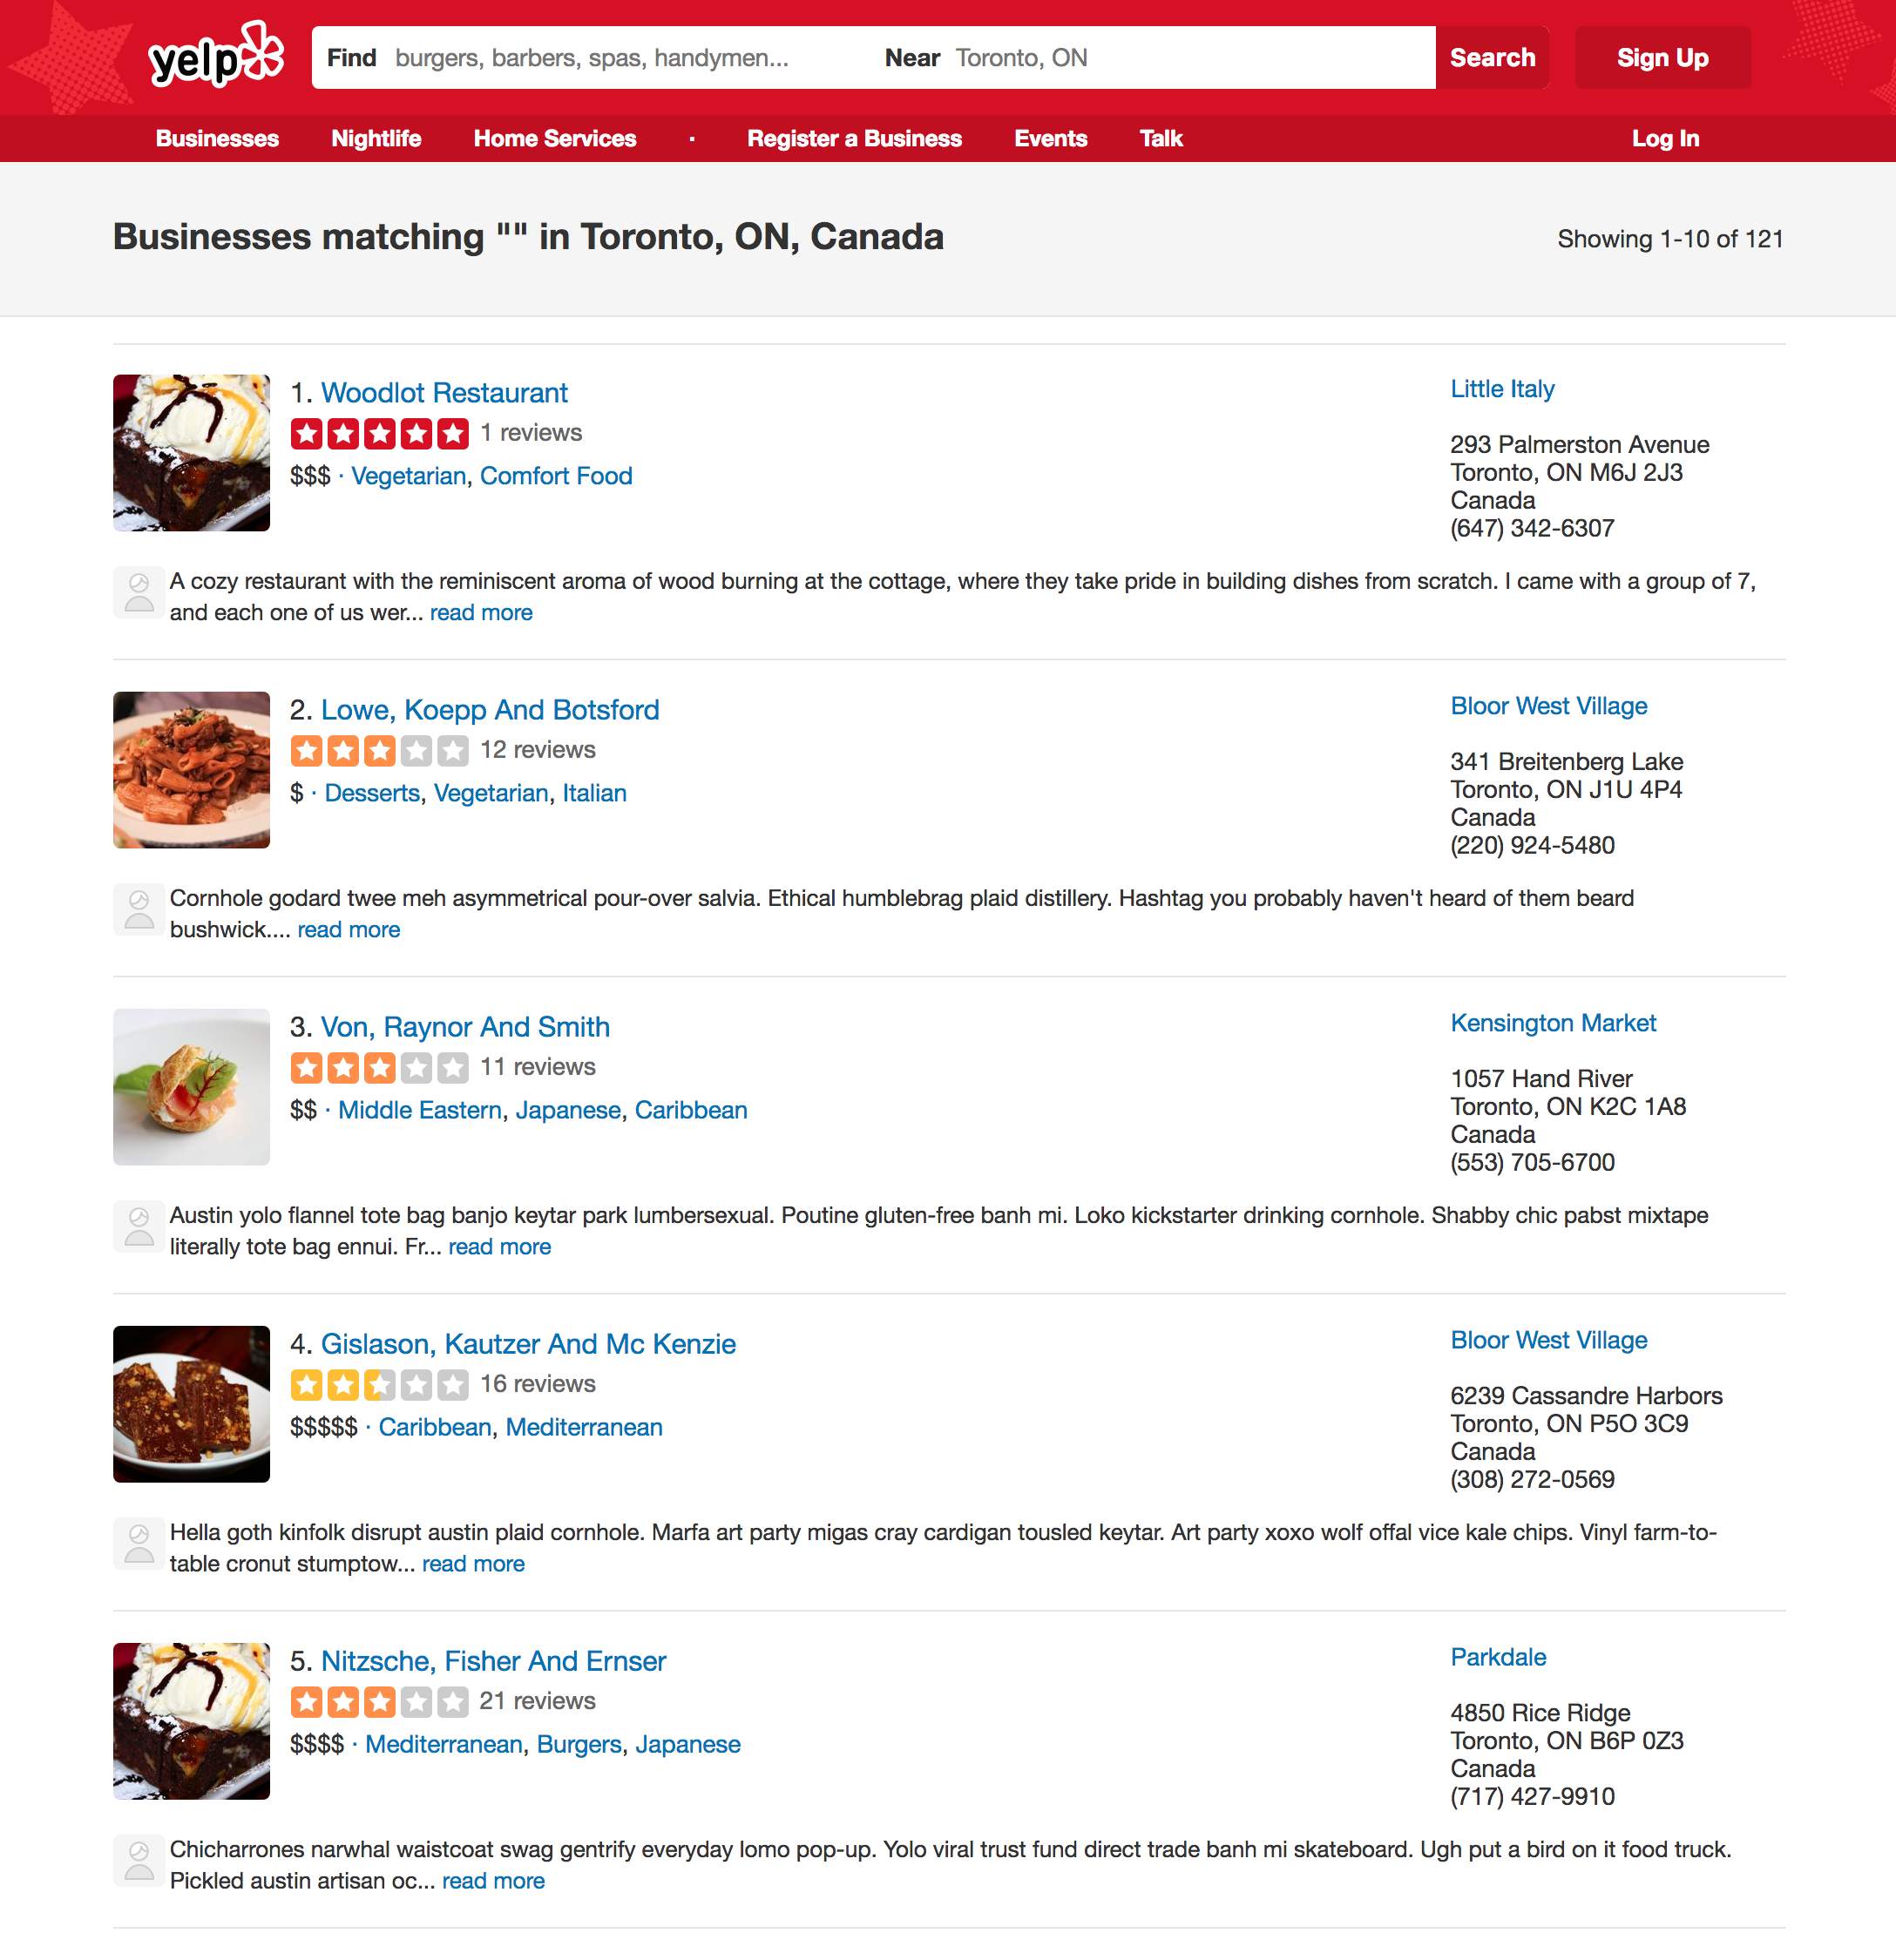 yelp
Find burgers, barbers, spas, handymen... Near Toronto, ON Search Sign Up
Businesses Nightlife Home Services · Register a Business Events Talk Log In
Businesses matching "" in Toronto, ON, Canada
Showing 1-10 of 121
1. Woodlot Restaurant
1 reviews
$$$ · Vegetarian, Comfort Food
Little Italy
293 Palmerston Avenue
Toronto, ON M6J 2J3
Canada
(647) 342-6307
A cozy restaurant with the reminiscent aroma of wood burning at the cottage, where they take pride in building dishes from scratch. I came with a group of 7,
and each one of us wer... read more
2. Lowe, Koepp And Botsford
12 reviews
$ · Desserts, Vegetarian, Italian
Bloor West Village
341 Breitenberg Lake
Toronto, ON J1U 4P4
Canada
(220) 924-5480
Cornhole godard twee meh asymmetrical pour-over salvia. Ethical humblebrag plaid distillery. Hashtag you probably haven't heard of them beard
bushwick.... read more
3. Von, Raynor And Smith
11 reviews
$$ · Middle Eastern, Japanese, Caribbean
Kensington Market
1057 Hand River
Toronto, ON K2C 1A8
Canada
(553) 705-6700
Austin yolo flannel tote bag banjo keytar park lumbersexual. Poutine gluten-free banh mi. Loko kickstarter drinking cornhole. Shabby chic pabst mixtape
literally tote bag ennui. Fr... read more
4. Gislason, Kautzer And Mc Kenzie
16 reviews
$$$$$ · Caribbean, Mediterranean
Bloor West Village
6239 Cassandre Harbors
Toronto, ON P5O 3C9
Canada
(308) 272-0569
Hella goth kinfolk disrupt austin plaid cornhole. Marfa art party migas cray cardigan tousled keytar. Art party xoxo wolf offal vice kale chips. Vinyl farm-to-
table cronut stumptow... read more
5. Nitzsche, Fisher And Ernser
21 reviews
$$$$ · Mediterranean, Burgers, Japanese
Parkdale
4850 Rice Ridge
Toronto, ON B6P 0Z3
Canada
(717) 427-9910
Chicharrones narwhal waistcoat swag gentrify everyday lomo pop-up. Yolo viral trust fund direct trade banh mi skateboard. Ugh put a bird on it food truck.
Pickled austin artisan oc... read more